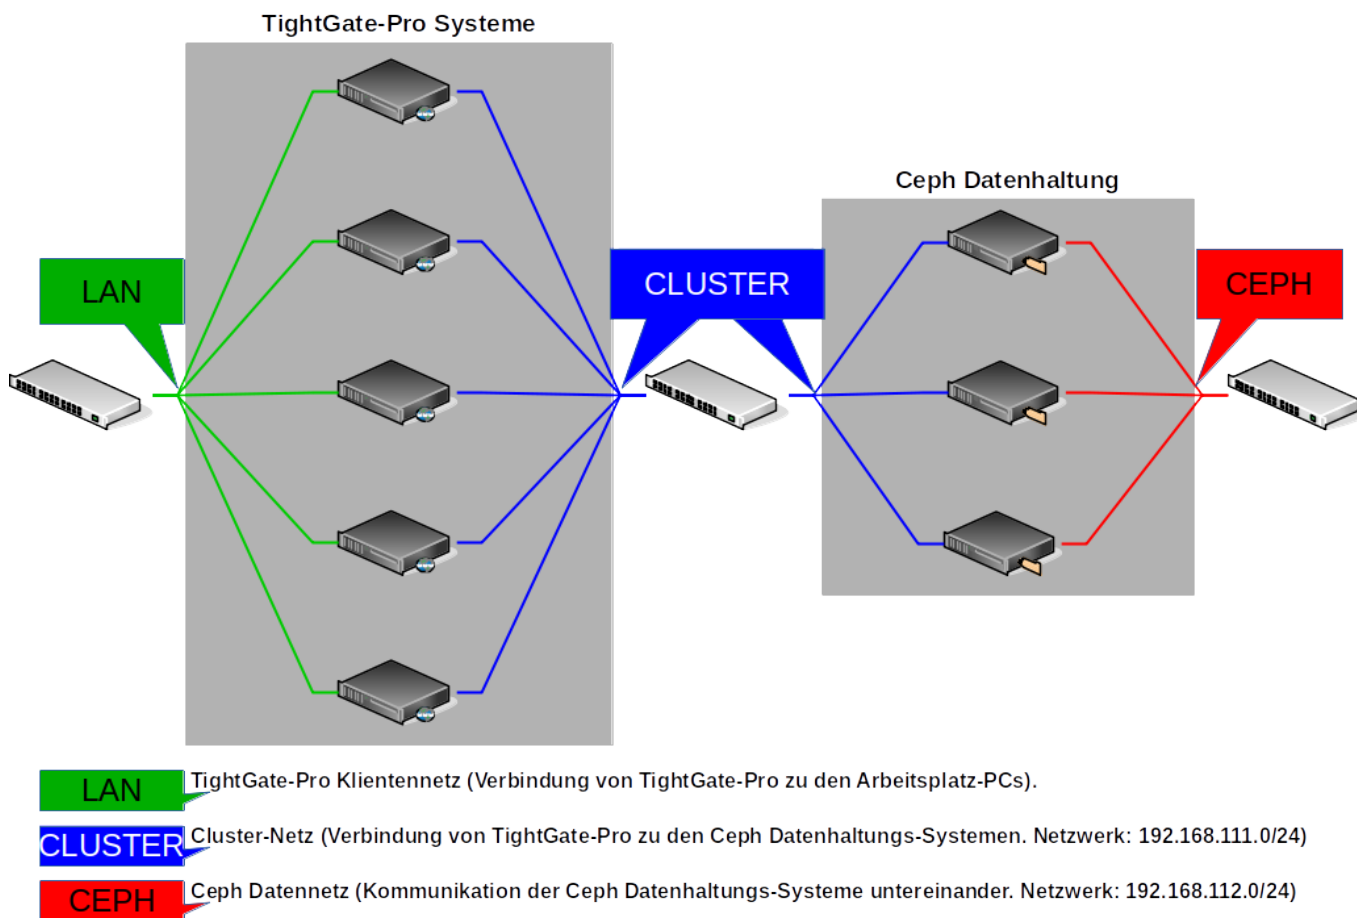 TightGate-Pro Systeme
Ceph Datenhaltung
LAN
CLUSTER
CEPH
LAN
TightGate-Pro Klientennetz (Verbindung von TightGate-Pro zu den Arbeitsplatz-PCs).
CLUSTER
Cluster-Netz (Verbindung von TightGate-Pro zu den Ceph Datenhaltungs-Systemen. Netzwerk: 192.168.111.0/24)
CEPH
Ceph Datennetz (Kommunikation der Ceph Datenhaltungs-Systeme untereinander. Netzwerk: 192.168.112.0/24)